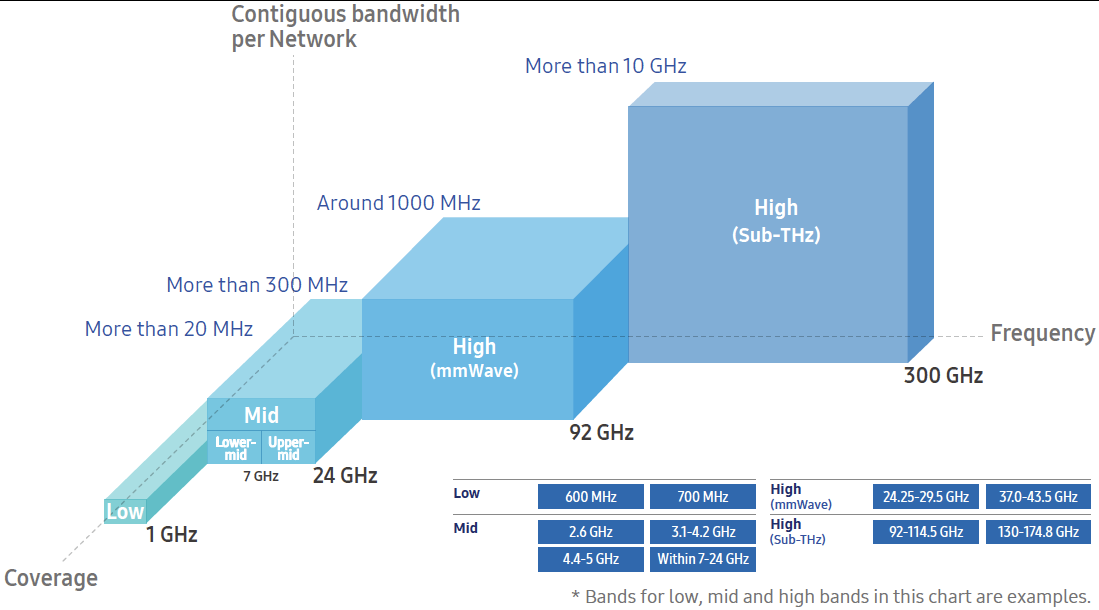 Contiguous bandwidth
per Network
More than 10 GHz
High
(Sub-THz)
Around 1000 MHz
More than 300 MHz
More than 20 MHz
Frequency
High
(mmWave)
300 GHz
Mid
Lower-
mid
Upper-
mid
92 GHz
7 GHz
24 GHz
Low
1 GHz
Coverage
Low 600 MHz 700 MHz
Mid 2.6 GHz 3.1-4.2 GHz
4.4-5 GHz Within 7-24 GHz
High
(mmWave) 24.25-29.5 GHz 37.0-43.5 GHz
High
(Sub-THz) 92-114.5 GHz 130-174.8 GHz
* Bands for low, mid and high bands in this chart are examples.